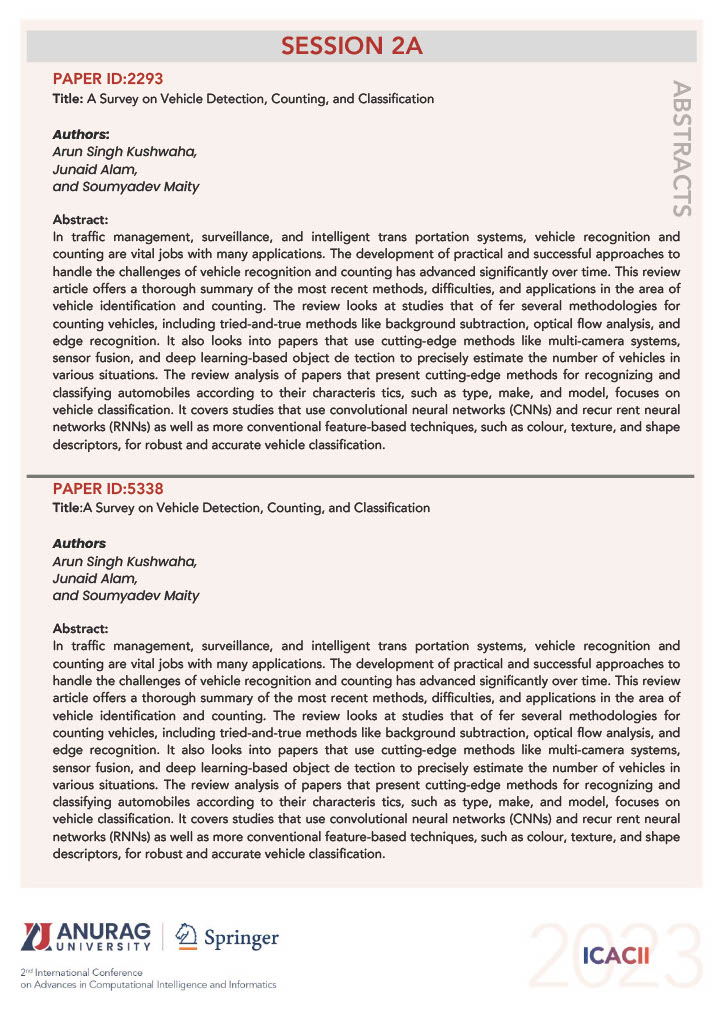 SESSION 2A
PAPER ID:2293
Title: A Survey on Vehicle Detection, Counting, and Classification
ABSTRACTS
Authors:
Arun Singh Kushwaha,
Junaid Alam,
and Soumyadev Maity
Abstract:
In traffic management, surveillance, and intelligent trans portation systems, vehicle recognition and
counting are vital jobs with many applications. The development of practical and successful approaches to
handle the challenges of vehicle recognition and counting has advanced significantly over time. This review
article offers a thorough summary of the most recent methods, difficulties, and applications in the area of
vehicle identification and counting. The review looks at studies that of fer several methodologies for
counting vehicles, including tried-and-true methods like background subtraction, optical flow analysis, and
edge recognition. It also looks into papers that use cutting-edge methods like multi-camera systems,
sensor fusion, and deep learning-based object de tection to precisely estimate the number of vehicles in
various situations. The review analysis of papers that present cutting-edge methods for recognizing and
classifying automobiles according to their characteris tics, such as type, make, and model, focuses on
vehicle classification. It covers studies that use convolutional neural networks (CNNs) and recur rent neural
networks (RNNs) as well as more conventional feature-based techniques, such as colour, texture, and shape
descriptors, for robust and accurate vehicle classification.
PAPER ID:5338
Title:A Survey on Vehicle Detection, Counting, and Classification
Authors
Arun Singh Kushwaha,
Junaid Alam,
and Soumyadev Maity
Abstract:
In traffic management, surveillance, and intelligent trans portation systems, vehicle recognition and
counting are vital jobs with many applications. The development of practical and successful approaches to
handle the challenges of vehicle recognition and counting has advanced significantly over time. This review
article offers a thorough summary of the most recent methods, difficulties, and applications in the area of
vehicle identification and counting. The review looks at studies that of fer several methodologies for
counting vehicles, including tried-and-true methods like background subtraction, optical flow analysis, and
edge recognition. It also looks into papers that use cutting-edge methods like multi-camera systems,
sensor fusion, and deep learning-based object de tection to precisely estimate the number of vehicles in
various situations. The review analysis of papers that present cutting-edge methods for recognizing and
classifying automobiles according to their characteris tics, such as type, make, and model, focuses on
vehicle classification. It covers studies that use convolutional neural networks (CNNs) and recur rent neural
networks (RNNs) as well as more conventional feature-based techniques, such as colour, texture, and shape
descriptors, for robust and accurate vehicle classification.
ANURAG
UNIVERSITY
Springer
2nd International Conference
on Advances in Computational Intelligence and Informatics
2023
ICACII